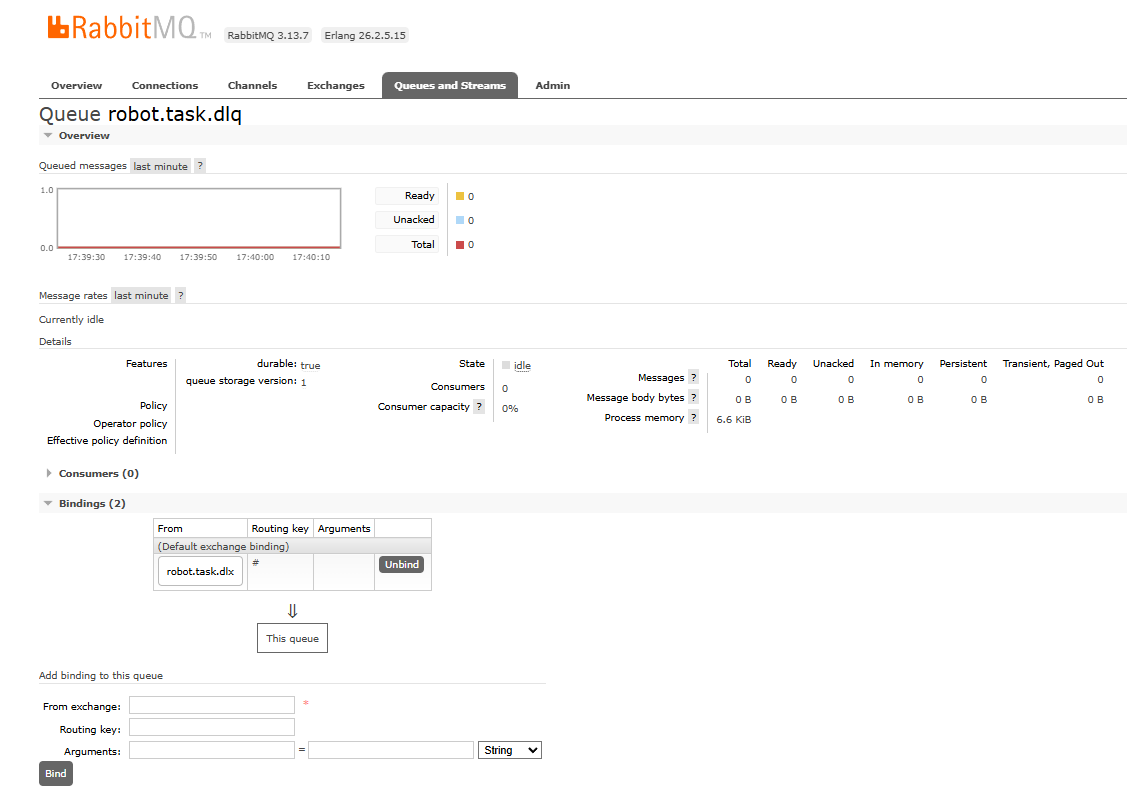 RabbitMQ TM RabbitMQ 3.13.7 Erlang 26.2.5.15
Overview Connections Channels Exchanges Queues and Streams Admin
Queue robot.task.dlq
Overview
Queued messages last minute ?
1.0
0.0
17:39:30 17:39:40 17:39:50 17:40:00 17:40:10
Ready 0
Unacked 0
Total 0
Message rates last minute ?
Currently idle
Details
Features durable: true
queue storage version: 1
Policy
Operator policy
Effective policy definition
State idle
Consumers 0
Consumer capacity ? 0%
Total Ready Unacked In memory Persistent Transient, Paged Out
Messages ? 0 0 0 0 0 0
Message body bytes ? 0 B 0 B 0 B 0 B 0 B 0 B
Process memory ? 6.6 KiB
Consumers (0)
Bindings (2)
From Routing key Arguments
(Default exchange binding)
robot.task.dlx # Unbind
⇓
This queue
Add binding to this queue
From exchange: *
Routing key:
Arguments: = String
Bind